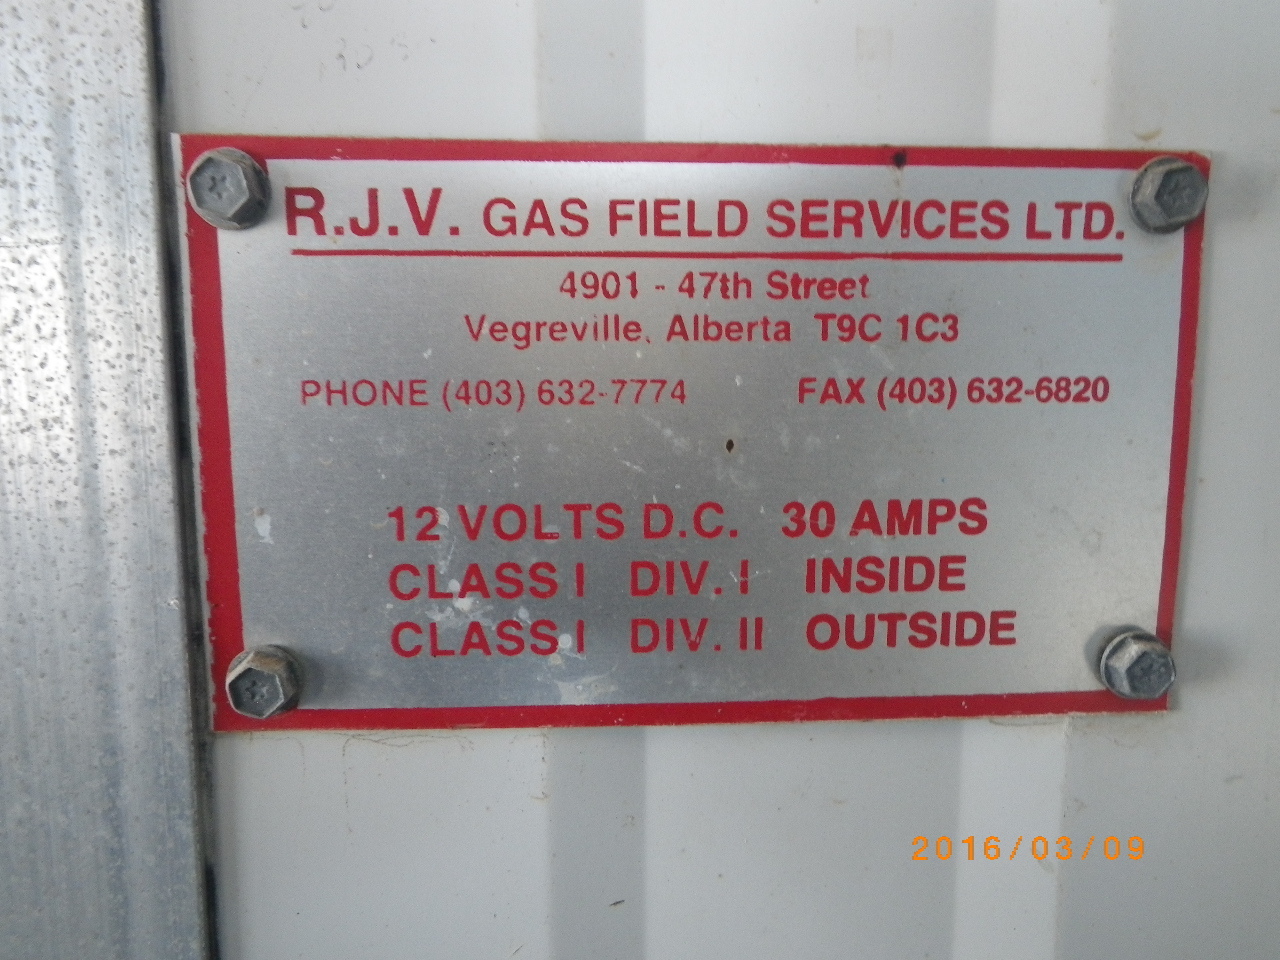 R.J.V. GAS FIELD SERVICES LTD.
4901 - 47th Street
Vegreville, Alberta T9C 1C3
PHONE (403) 632-7774 FAX (403) 632-6820
12 VOLTS D.C. 30 AMPS
CLASS I DIV. I INSIDE
CLASS I DIV. II OUTSIDE
2016/03/09